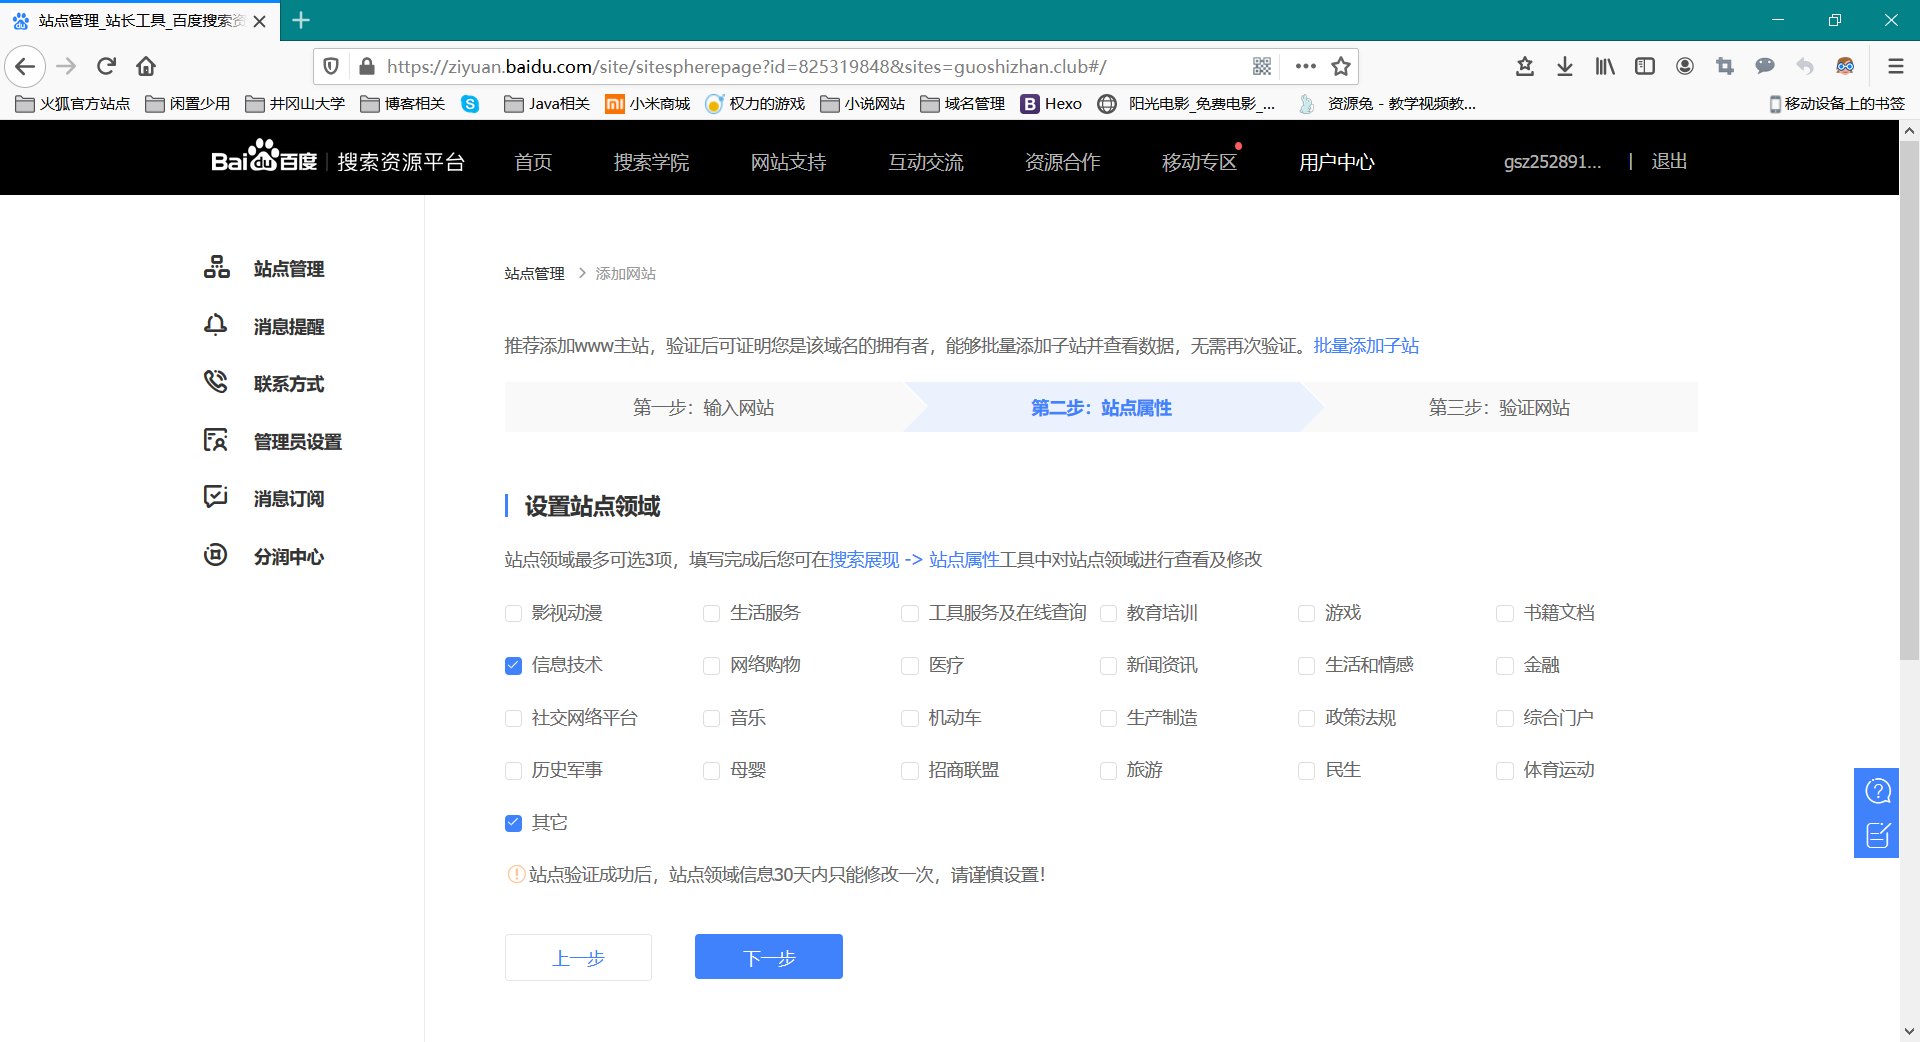 站点管理_站长工具_百度搜索资
https://ziyuan.baidu.com/site/sitespherepage?id=825319848&sites=guoshizhan.club#/
火狐官方站点 闲置少用 井冈山大学 博客相关 Java相关 小米商城 权力的游戏 小说网站 域名管理 Hexo 阳光电影_免费电影_... 资源兔 - 教学视频教... 移动设备上的书签
Bai du 百度 搜索资源平台 首页 搜索学院 网站支持 互动交流 资源合作 移动专区 用户中心 gsz252891... | 退出
站点管理
消息提醒
联系方式
管理员设置
消息订阅
分润中心
站点管理 > 添加网站
推荐添加www主站，验证后可证明您是该域名的拥有者，能够批量添加子站并查看数据，无需再次验证。批量添加子站
第一步：输入网站 第二步：站点属性 第三步：验证网站
设置站点领域
站点领域最多可选3项，填写完成后您可在搜索展现 -> 站点属性工具中对站点领域进行查看及修改
影视动漫 生活服务 工具服务及在线查询 教育培训 游戏 书籍文档
信息技术 网络购物 医疗 新闻资讯 生活和情感 金融
社交网络平台 音乐 机动车 生产制造 政策法规 综合门户
历史军事 母婴 招商联盟 旅游 民生 体育运动
其它
站点验证成功后，站点领域信息30天内只能修改一次，请谨慎设置！
上一步 下一步